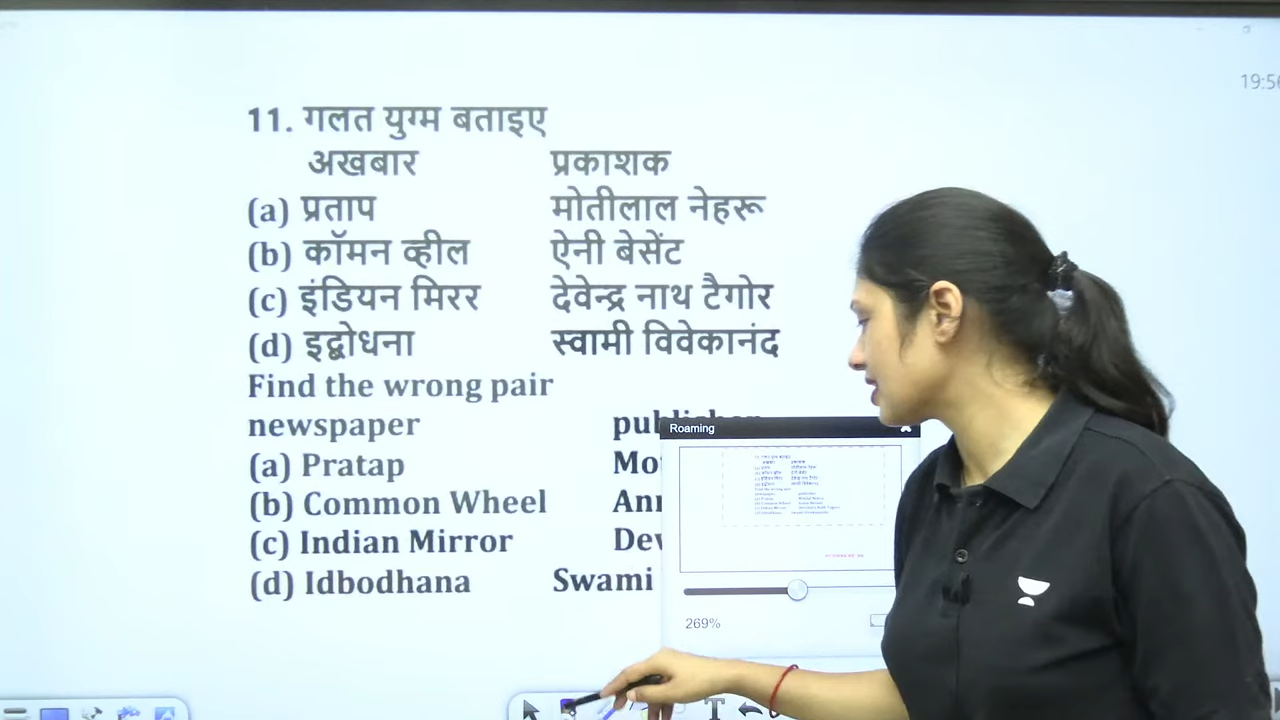 19:56
11. गलत युग्म बताइए
अखबार प्रकाशक
(a) प्रताप मोतीलाल नेहरू
(b) कॉमन व्हील ऐनी बेसेंट
(c) इंडियन मिरर देवेन्द्र नाथ टैगोर
(d) इद्बोधना स्वामी विवेकानंद
Find the wrong pair
newspaper
(a) Pratap
(b) Common Wheel
(c) Indian Mirror
(d) Idbodhana Swami
Roaming
269%